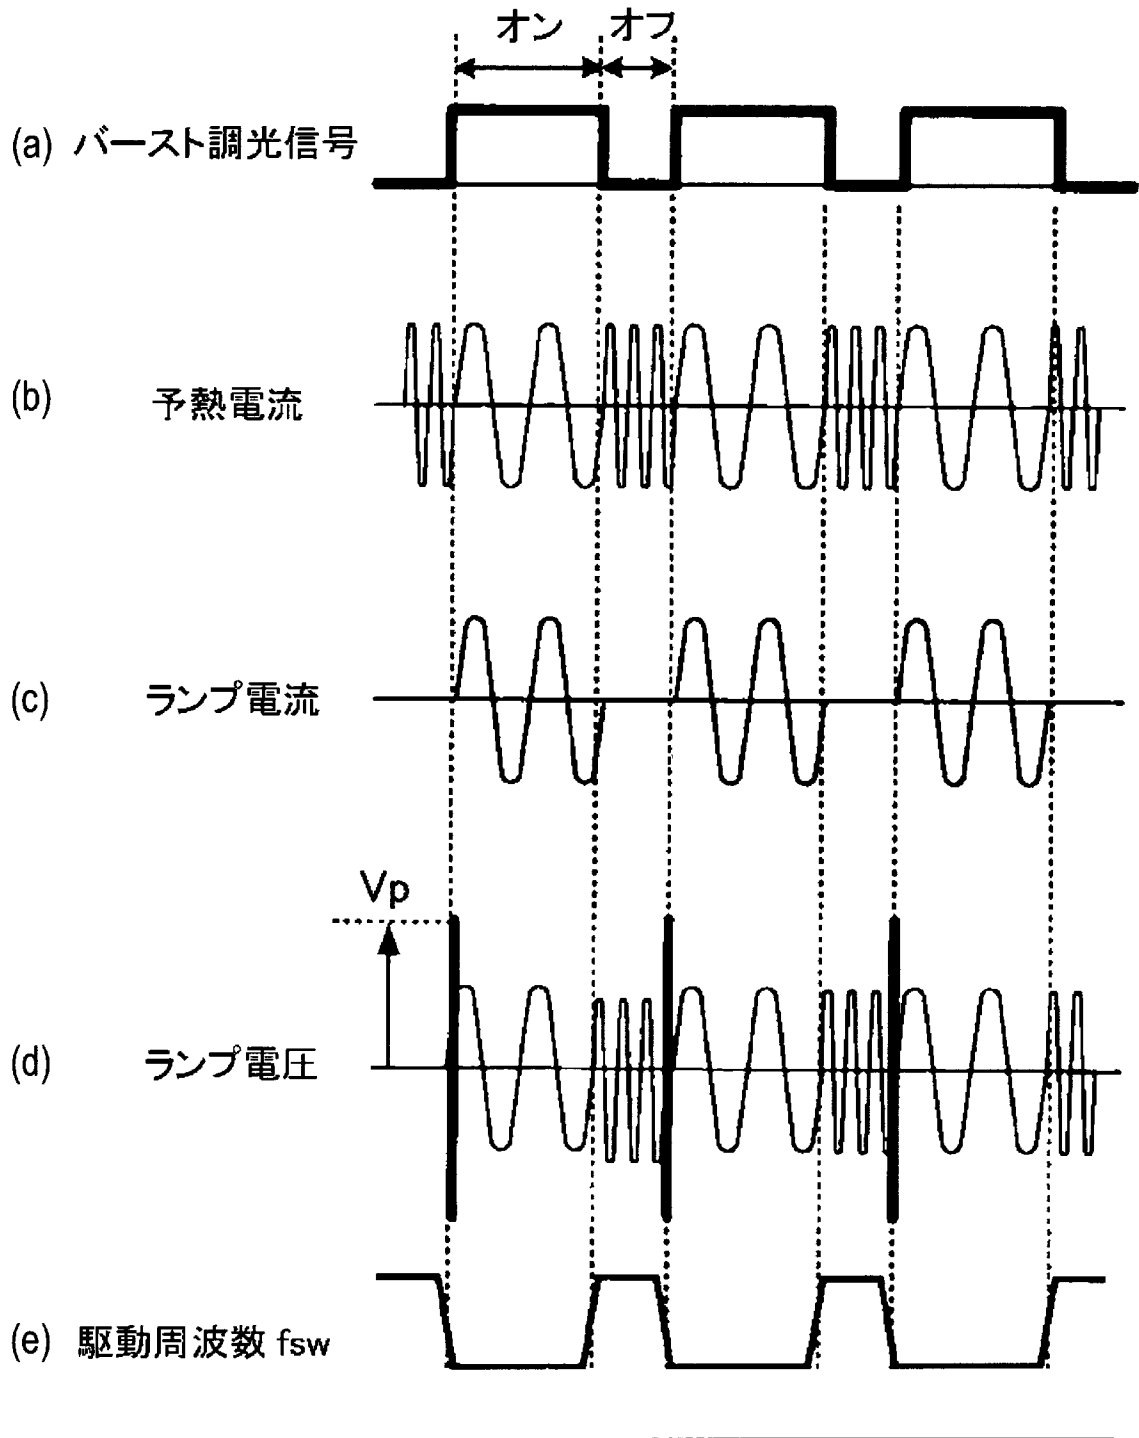 オン オフ
(a) バースト調光信号
(b) 予熱電流
(c) ランプ電流
Vp
(d) ランプ電圧
(e) 駆動周波数 fsw